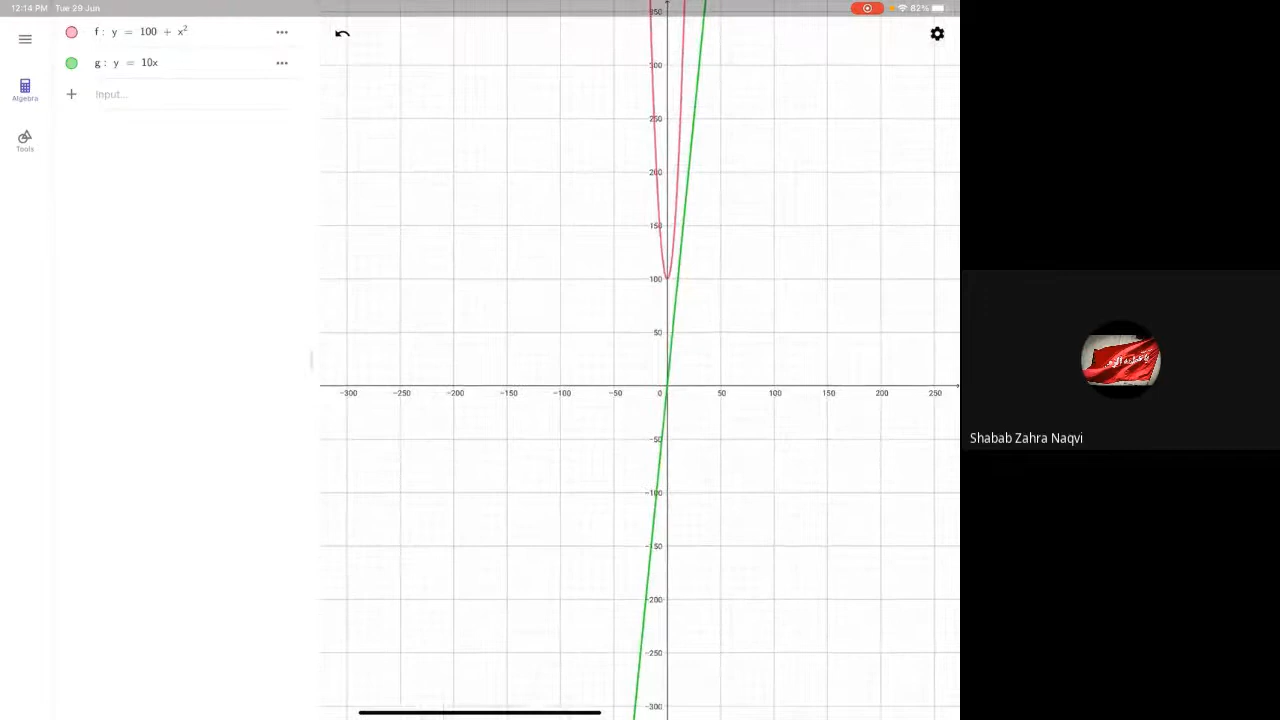 12:14 PM Tue 29 Jun
82%
f: y = 100 + x²
g: y = 10x
Input...
Algebra
Tools
350
300
250
200
150
100
50
-300 -250 -200 -150 -100 -50 0 50 100 150 200 250
-50
-100
-150
-200
-250
-300
Shabab Zahra Naqvi